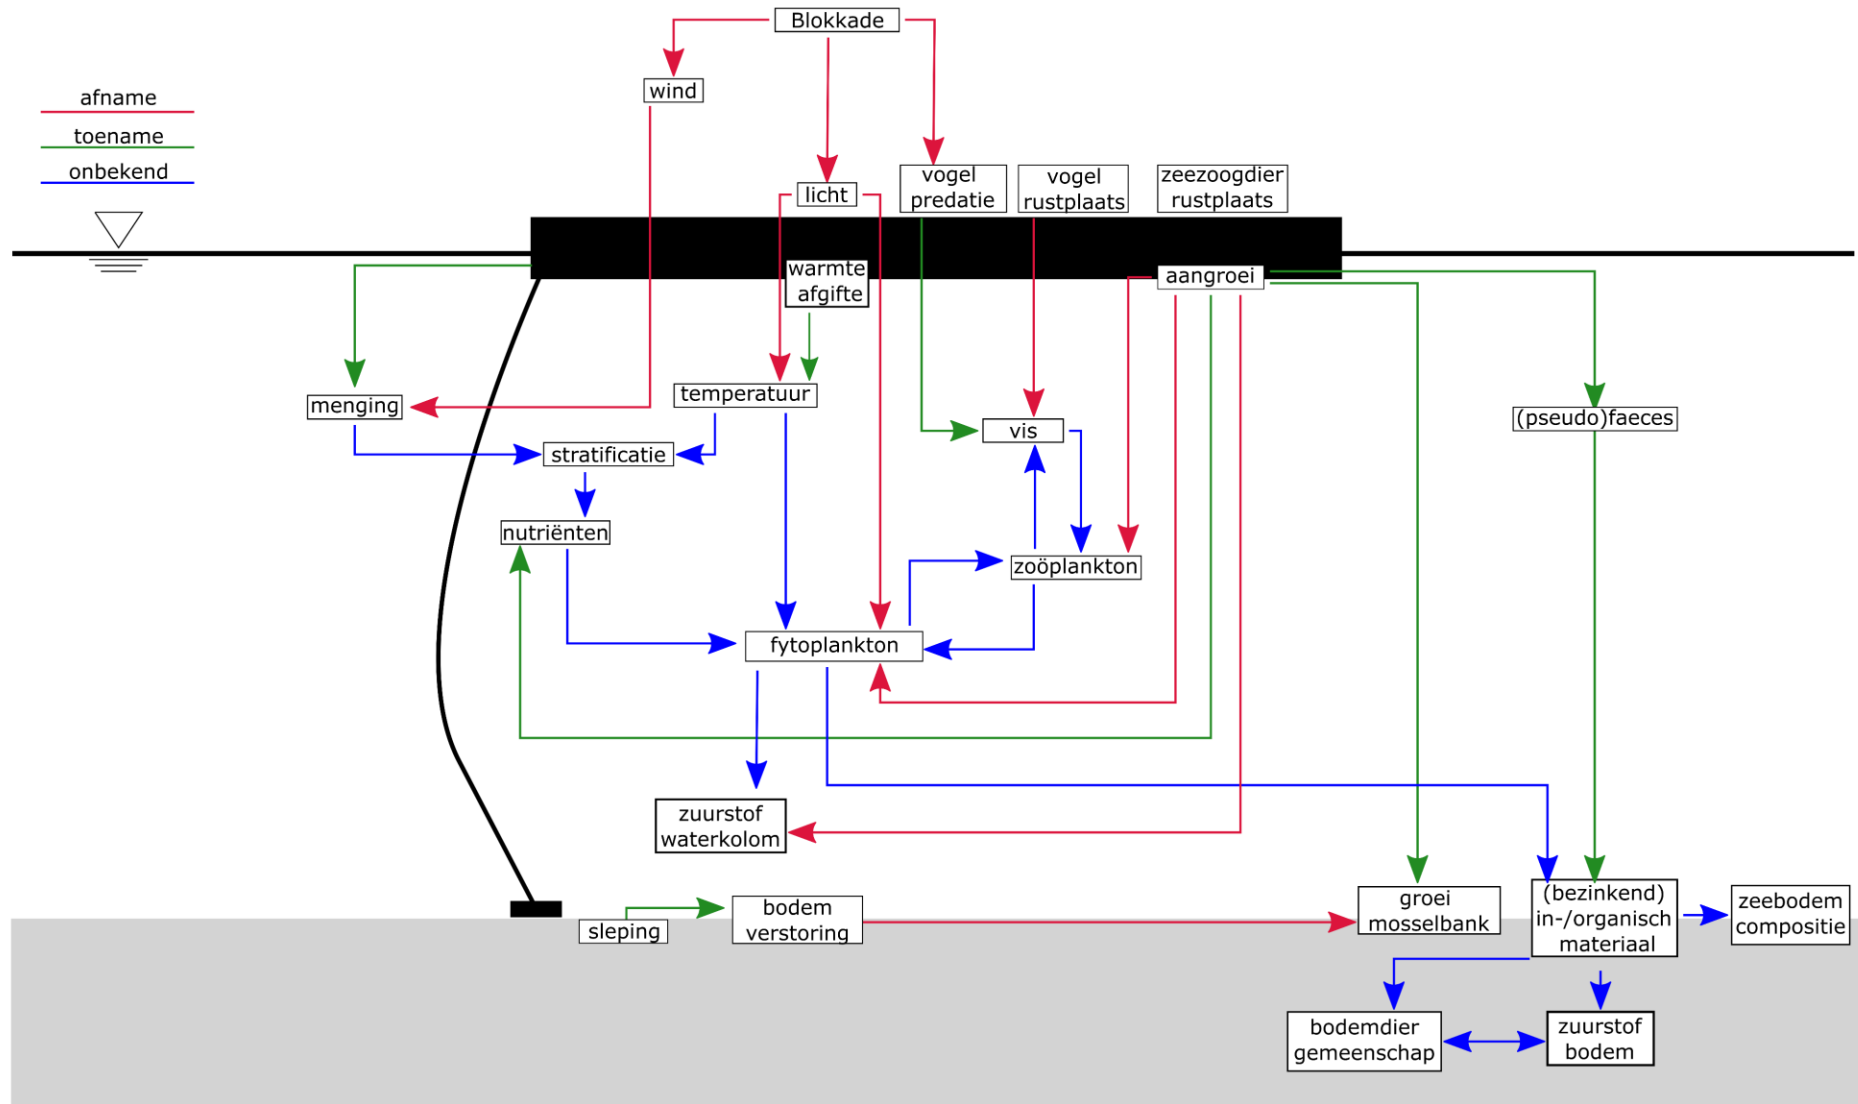 Blokkade
wind
afname
toename
onbekend
licht
vogel
predatie
vogel
rustplaats
zeezoogdier
rustplaats
warmte
afgifte
aangroei
temperatuur
menging
vis
(pseudo)faeces
stratificatie
nutriënten
zoöplankton
fytoplankton
zuurstof
waterkolom
sleping
bodem
verstoring
groei
mosselbank
(bezinkend)
in-/organisch
materiaal
zeebodem
compositie
bodemdier
gemeenschap
zuurstof
bodem